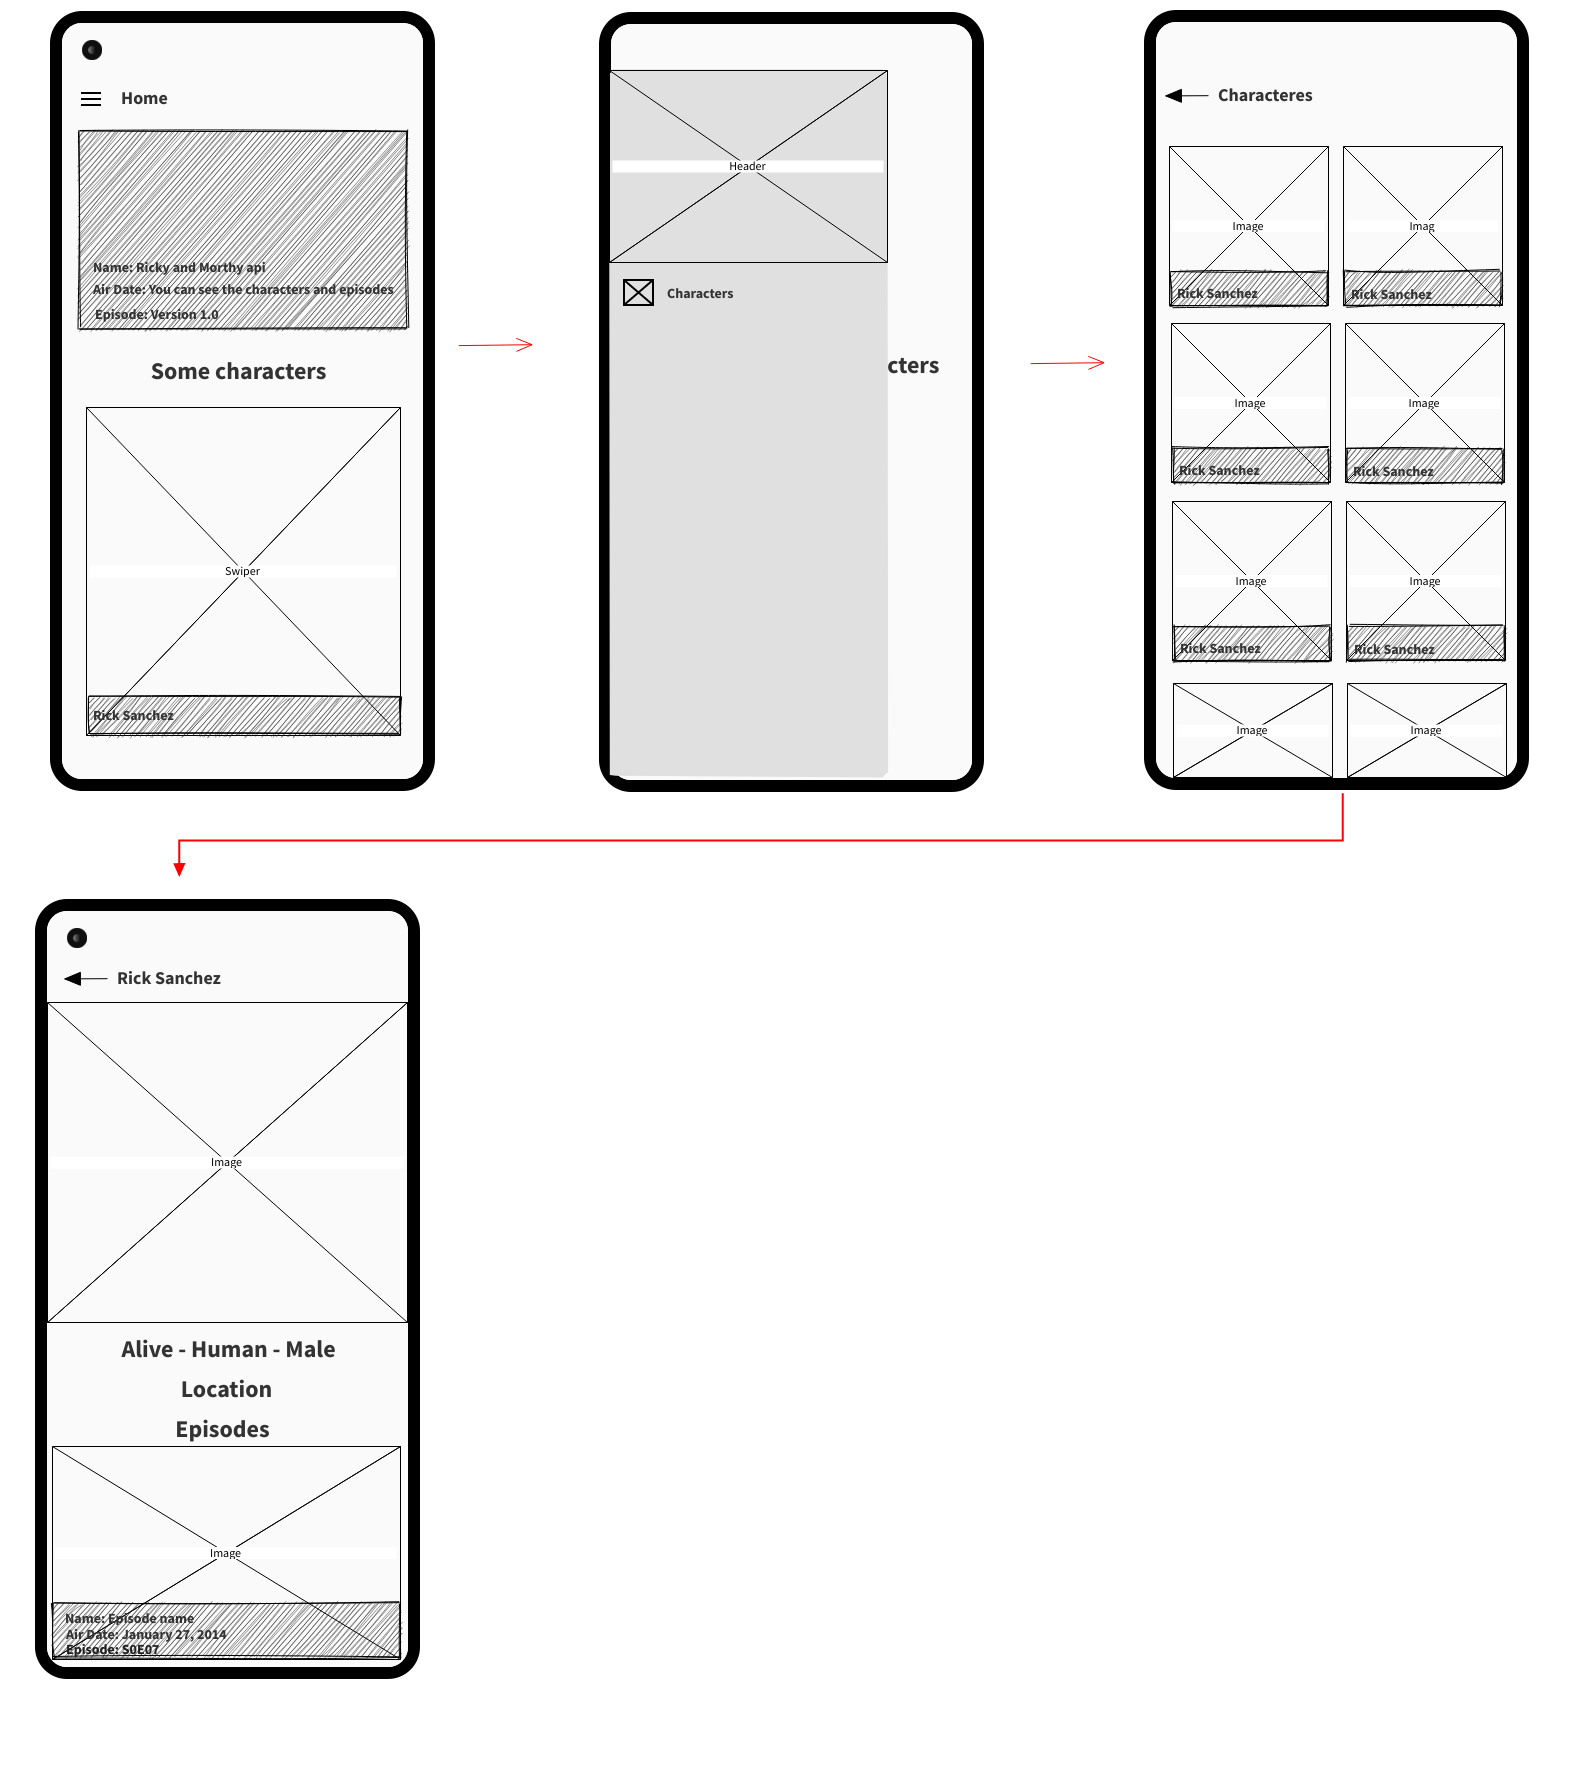 Home
Name: Ricky and Morthy api
Air Date: You can see the characters and episodes
Episode: Version 1.0
Some characters
Swiper
Rick Sanchez
Header
Characters
cters
Characteres
Image
Imag
Rick Sanchez
Rick Sanchez
Image
Image
Rick Sanchez
Rick Sanchez
Image
Image
Rick Sanchez
Rick Sanchez
Image
Image
Rick Sanchez
Image
Alive - Human - Male
Location
Episodes
Image
Name: Episode name
Air Date: January 27, 2014
Episode: S0E07